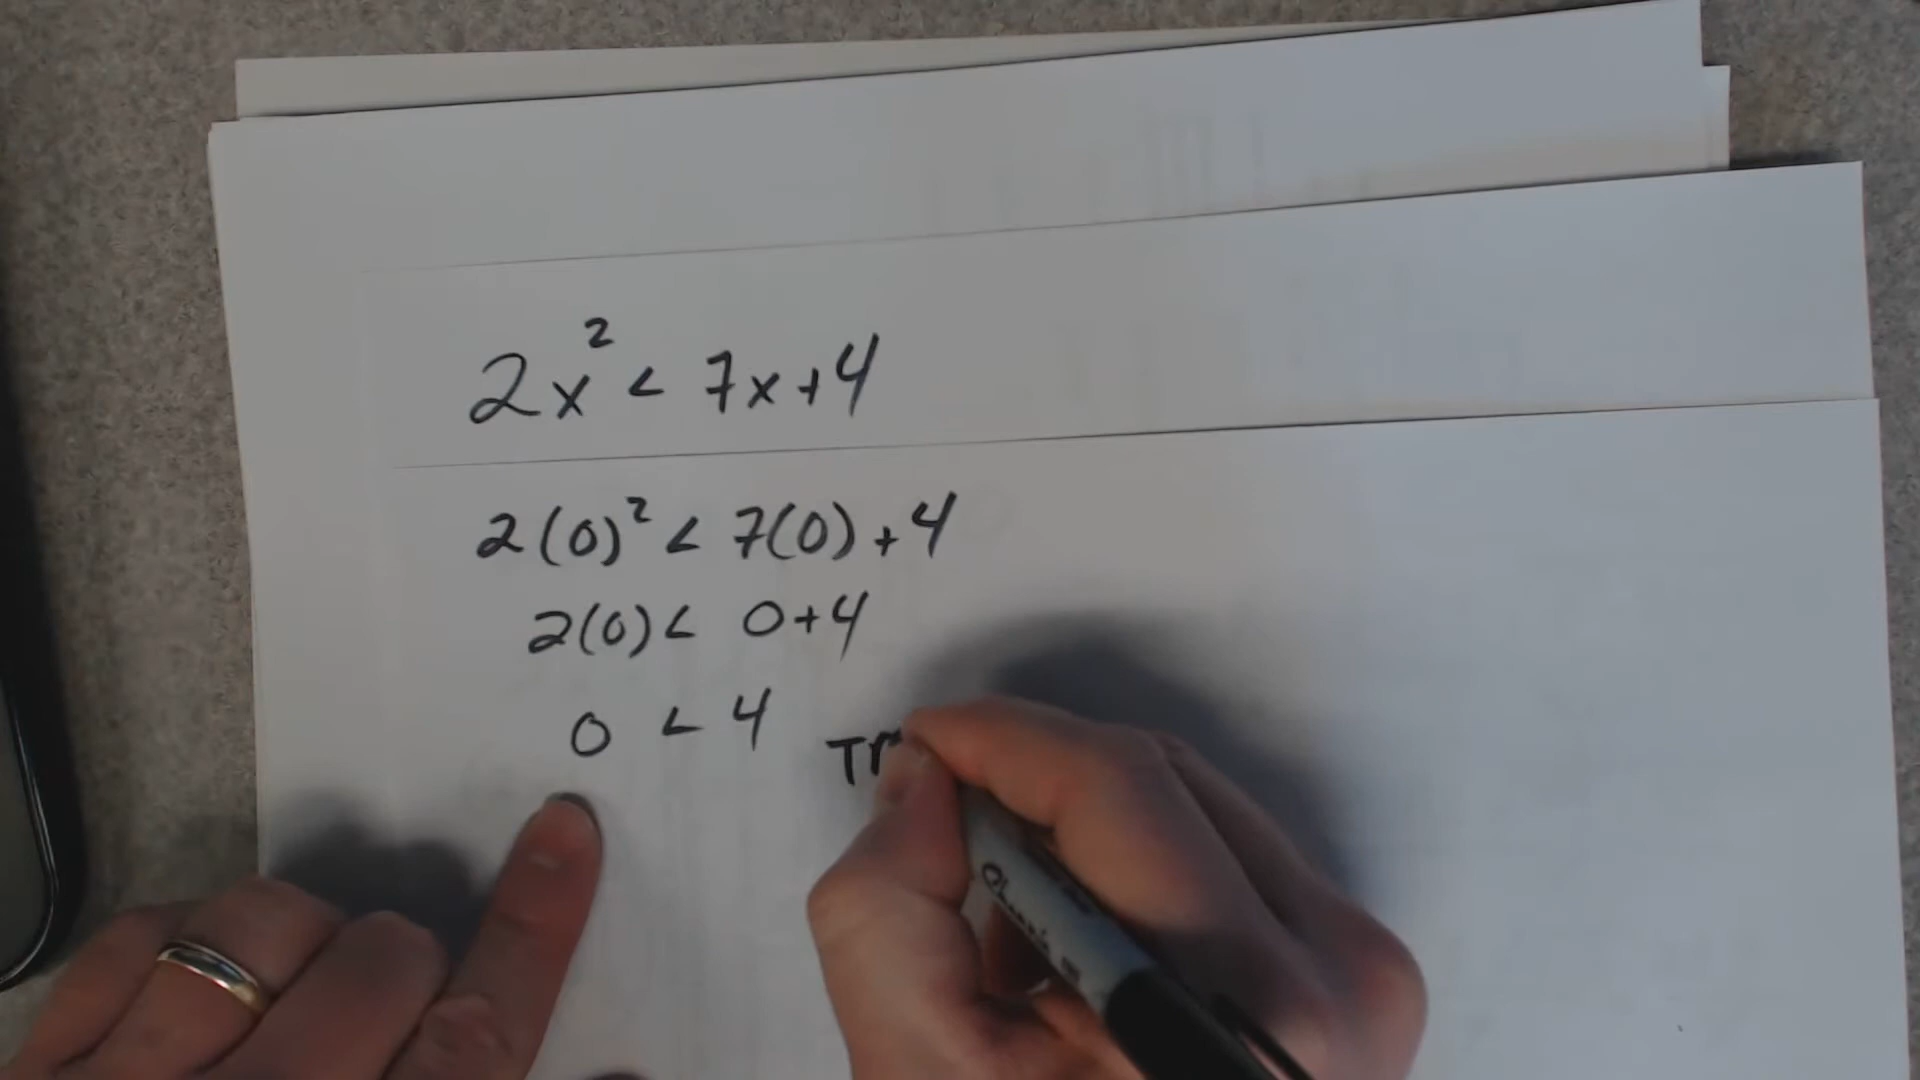 2x² < 7x+4
2(0)² < 7(0)+4
2(0) < 0+4
0 < 4